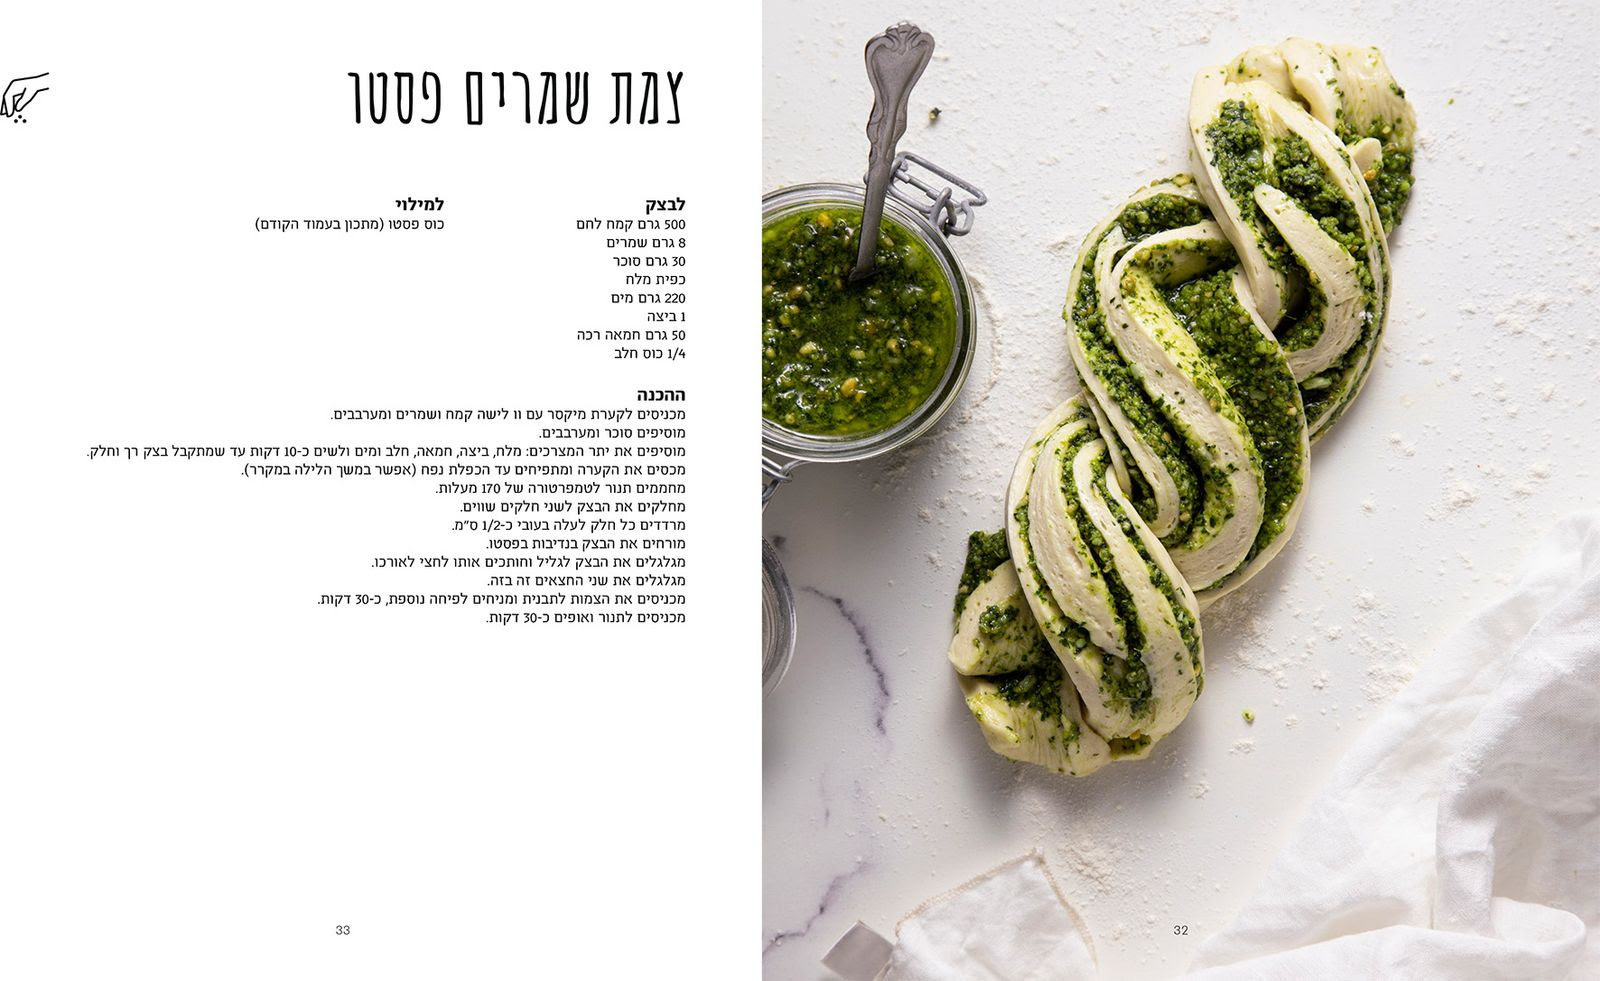 צמת שמרים פסטו
לבצק
500 גרם קמח לחם
8 גרם שמרים
30 גרם סוכר
כפית מלח
220 גרם מים
1 ביצה
50 גרם חמאה רכה
1/4 כוס חלב
למילוי
כוס פסטו (מתכון בעמוד הקודם)
ההכנה
מכניסים לקערת מיקסר עם וו לישה קמח ושמרים ומערבבים.
מוסיפים סוכר ומערבבים.
מוסיפים את יתר המצרכים: מלח, ביצה, חמאה, חלב ומים ולשים כ-10 דקות עד שמתקבל בצק רך וחלק.
מכסים את הקערה ומתפיחים עד הכפלת נפח (אפשר במשך הלילה במקרר).
מחממים תנור לטמפרטורה של 170 מעלות.
מחלקים את הבצק לשני חלקים שווים.
מרדדים כל חלק לעלה בעובי כ-1/2 ס"מ.
מורחים את הבצק בנדיבות בפסטו.
מגלגלים את הבצק לגליל וחותכים אותו לחצי לאורכו.
מגלגלים את שני החצאים זה בזה.
מכניסים את הצמות לתבנית ומניחים לפיחה נוספת, כ-30 דקות.
מכניסים לתנור ואופים כ-30 דקות.
32
33